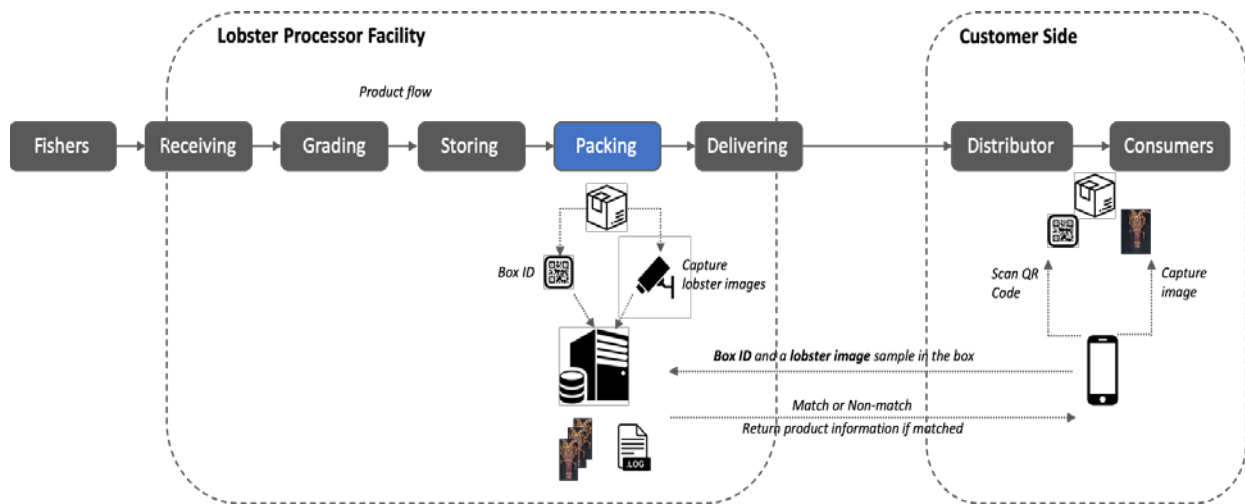 Lobster Processor Facility
Customer Side
Product flow
Fishers
Receiving
Grading
Storing
Packing
Delivering
Distributor
Consumers
Box ID
Capture
lobster images
Scan QR
Code
Capture
image
Box ID and a lobster image sample in the box
Match or Non-match
Return product information if matched
.LOG